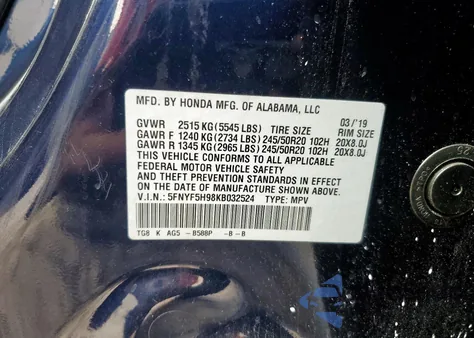 MFD. BY HONDA MFG. OF ALABAMA, LLC
03/'19
GVWR 2515 KG(5545 LBS) TIRE SIZE RIM SIZE
GAWR F 1240 KG(2734 LBS) 245/50R20 102H 20X8.0J
GAWR R 1345 KG(2965 LBS) 245/50R20 102H 20X8.0J
THIS VEHICLE CONFORMS TO ALL APPLICABLE
FEDERAL MOTOR VEHICLE SAFETY
AND THEFT PREVENTION STANDARDS IN EFFECT ON
THE DATE OF MANUFACTURE SHOWN ABOVE.
V.I.N.: 5FNYF5H98KB032524 TYPE: MPV
TG8 K AG5 -B588P -B-B